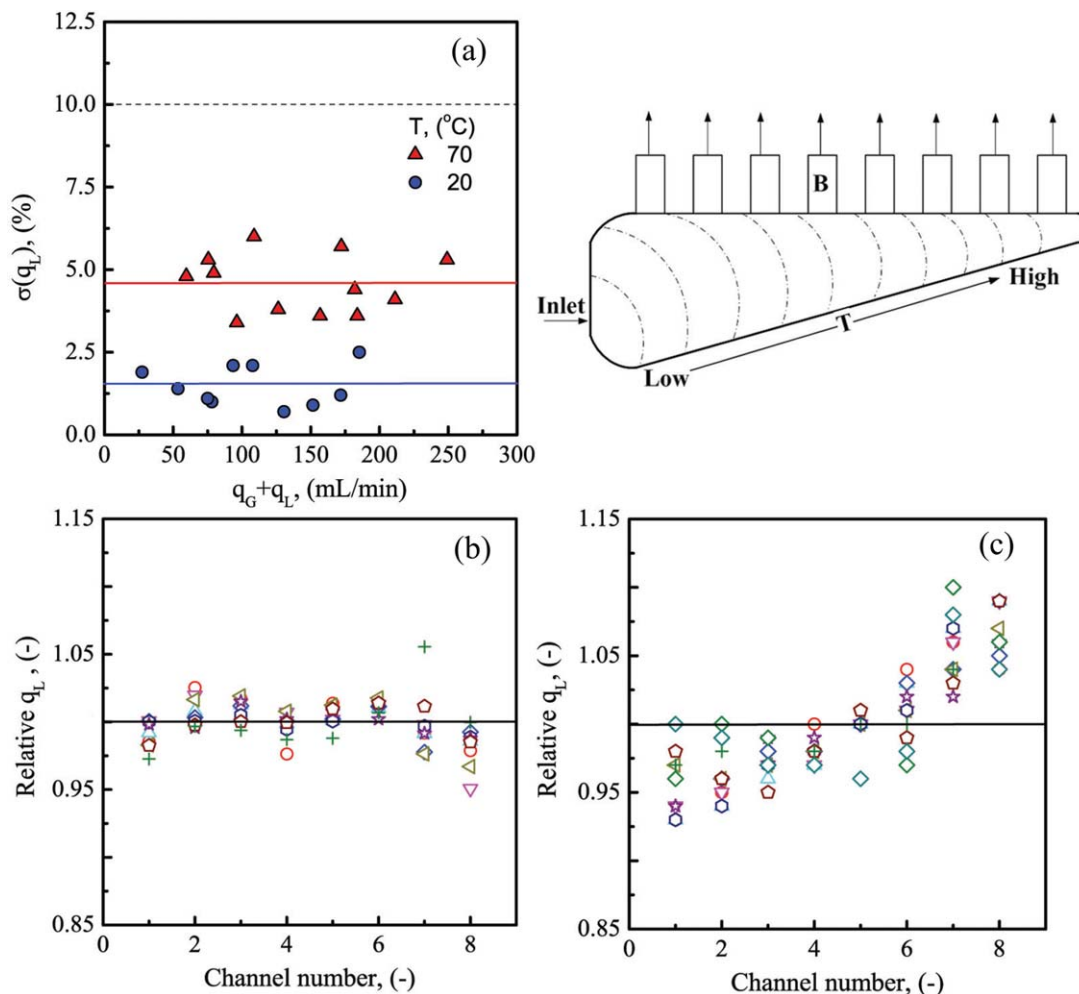 (a)
12.5
10.0
7.5
5.0
2.5
0.0
σ(q_L), (%)
T, (°C)
70
20
0 50 100 150 200 250 300
q_G+q_L, (mL/min)
B
Inlet
High
T
Low
(b)
1.15
1.05
0.95
0.85
Relative q_L, (-)
0 2 4 6 8
Channel number, (-)
(c)
1.15
1.05
0.95
0.85
Relative q_L, (-)
0 2 4 6 8
Channel number, (-)